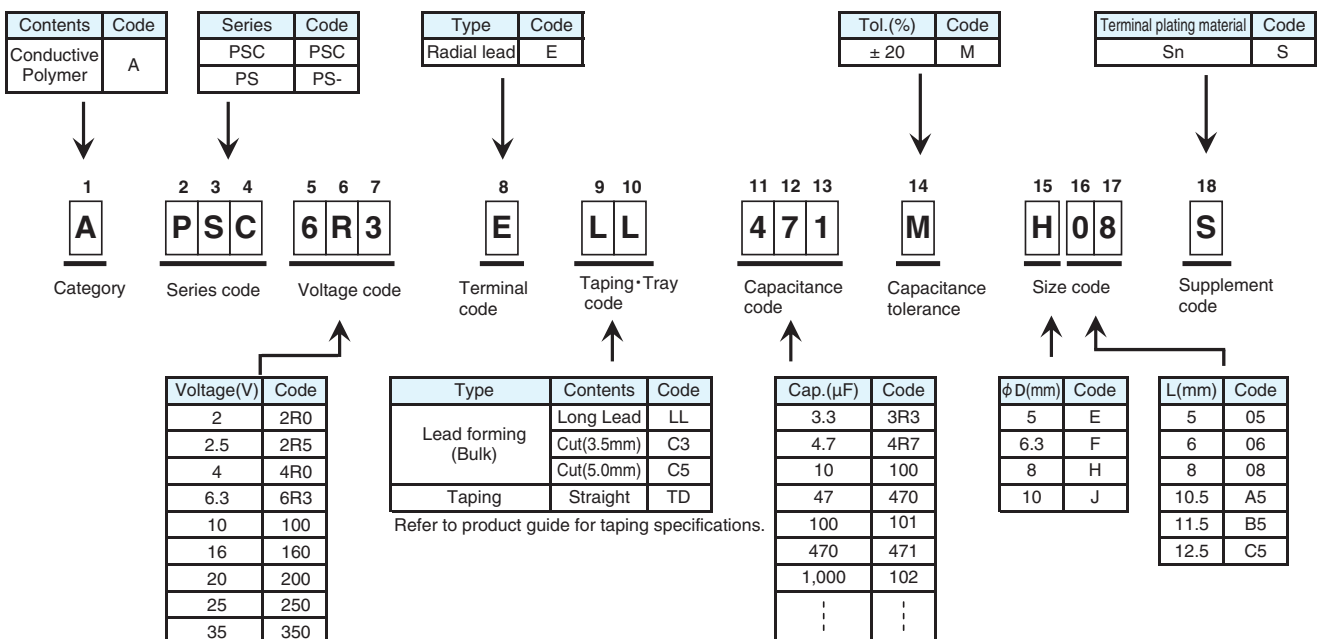 Contents Code
Conductive Polymer A
Series Code
PSC PSC
PS PS-
Type Code
Radial lead E
Tol.(%) Code
± 20 M
Terminal plating material Code
Sn S
1 2 3 4 5 6 7 8 9 10 11 12 13 14 15 16 17 18
A P S C 6 R 3 E L L 4 7 1 M H 0 8 S
Category
Series code
Voltage code
Terminal code
Taping・Tray code
Capacitance code
Capacitance tolerance
Size code
Supplement code
Voltage(V) Code
2 2R0
2.5 2R5
4 4R0
6.3 6R3
10 100
16 160
20 200
25 250
35 350
Type Contents Code
Lead forming (Bulk)
Long Lead LL
Cut(3.5mm) C3
Cut(5.0mm) C5
Taping Straight TD
Refer to product guide for taping specifications.
Cap.(μF) Code
3.3 3R3
4.7 4R7
10 100
47 470
100 101
470 471
1,000 102
φD(mm) Code
5 E
6.3 F
8 H
10 J
L(mm) Code
5 05
6 06
8 08
10.5 A5
11.5 B5
12.5 C5